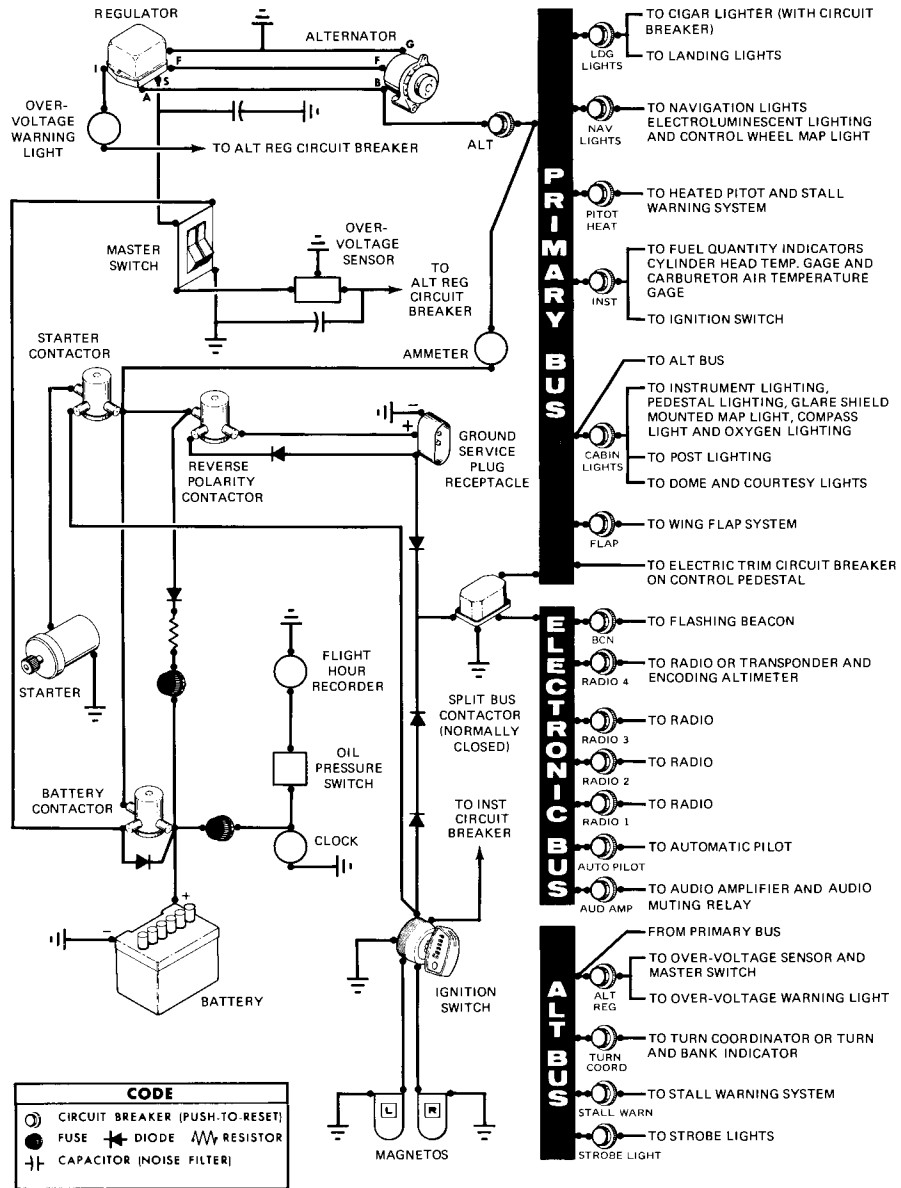 REGULATOR
ALTERNATOR
G
I
F
F
S
A
B
OVER-
VOLTAGE
WARNING
LIGHT
TO ALT REG CIRCUIT BREAKER
ALT
MASTER
SWITCH
OVER-
VOLTAGE
SENSOR
TO
ALT REG
CIRCUIT
BREAKER
STARTER
CONTACTOR
AMMETER
REVERSE
POLARITY
CONTACTOR
−
+
GROUND
SERVICE
PLUG
RECEPTACLE
STARTER
FLIGHT
HOUR
RECORDER
SPLIT BUS
CONTACTOR
(NORMALLY
CLOSED)
OIL
PRESSURE
SWITCH
BATTERY
CONTACTOR
CLOCK
TO INST
CIRCUIT
BREAKER
+
−
BATTERY
IGNITION
SWITCH
L
R
MAGNETOS
CODE
CIRCUIT BREAKER (PUSH-TO-RESET)
FUSE DIODE RESISTOR
CAPACITOR (NOISE FILTER)
PRIMARY BUS
LDG
LIGHTS
TO CIGAR LIGHTER (WITH CIRCUIT
BREAKER)
TO LANDING LIGHTS
NAV
LIGHTS
TO NAVIGATION LIGHTS
ELECTROLUMINESCENT LIGHTING
AND CONTROL WHEEL MAP LIGHT
PITOT
HEAT
TO HEATED PITOT AND STALL
WARNING SYSTEM
INST
TO FUEL QUANTITY INDICATORS
CYLINDER HEAD TEMP. GAGE AND
CARBURETOR AIR TEMPERATURE
GAGE
TO IGNITION SWITCH
TO ALT BUS
CABIN
LIGHTS
TO INSTRUMENT LIGHTING,
PEDESTAL LIGHTING, GLARE SHIELD
MOUNTED MAP LIGHT, COMPASS
LIGHT AND OXYGEN LIGHTING
TO POST LIGHTING
TO DOME AND COURTESY LIGHTS
FLAP
TO WING FLAP SYSTEM
TO ELECTRIC TRIM CIRCUIT BREAKER
ON CONTROL PEDESTAL
ELECTRONIC BUS
BCN
TO FLASHING BEACON
RADIO 4
TO RADIO OR TRANSPONDER AND
ENCODING ALTIMETER
RADIO 3
TO RADIO
RADIO 2
TO RADIO
RADIO 1
TO RADIO
AUTO PILOT
TO AUTOMATIC PILOT
AUD AMP
TO AUDIO AMPLIFIER AND AUDIO
MUTING RELAY
ALT BUS
FROM PRIMARY BUS
ALT
REG
TO OVER-VOLTAGE SENSOR AND
MASTER SWITCH
TO OVER-VOLTAGE WARNING LIGHT
TURN
COORD
TO TURN COORDINATOR OR TURN
AND BANK INDICATOR
STALL WARN
TO STALL WARNING SYSTEM
STROBE LIGHT
TO STROBE LIGHTS